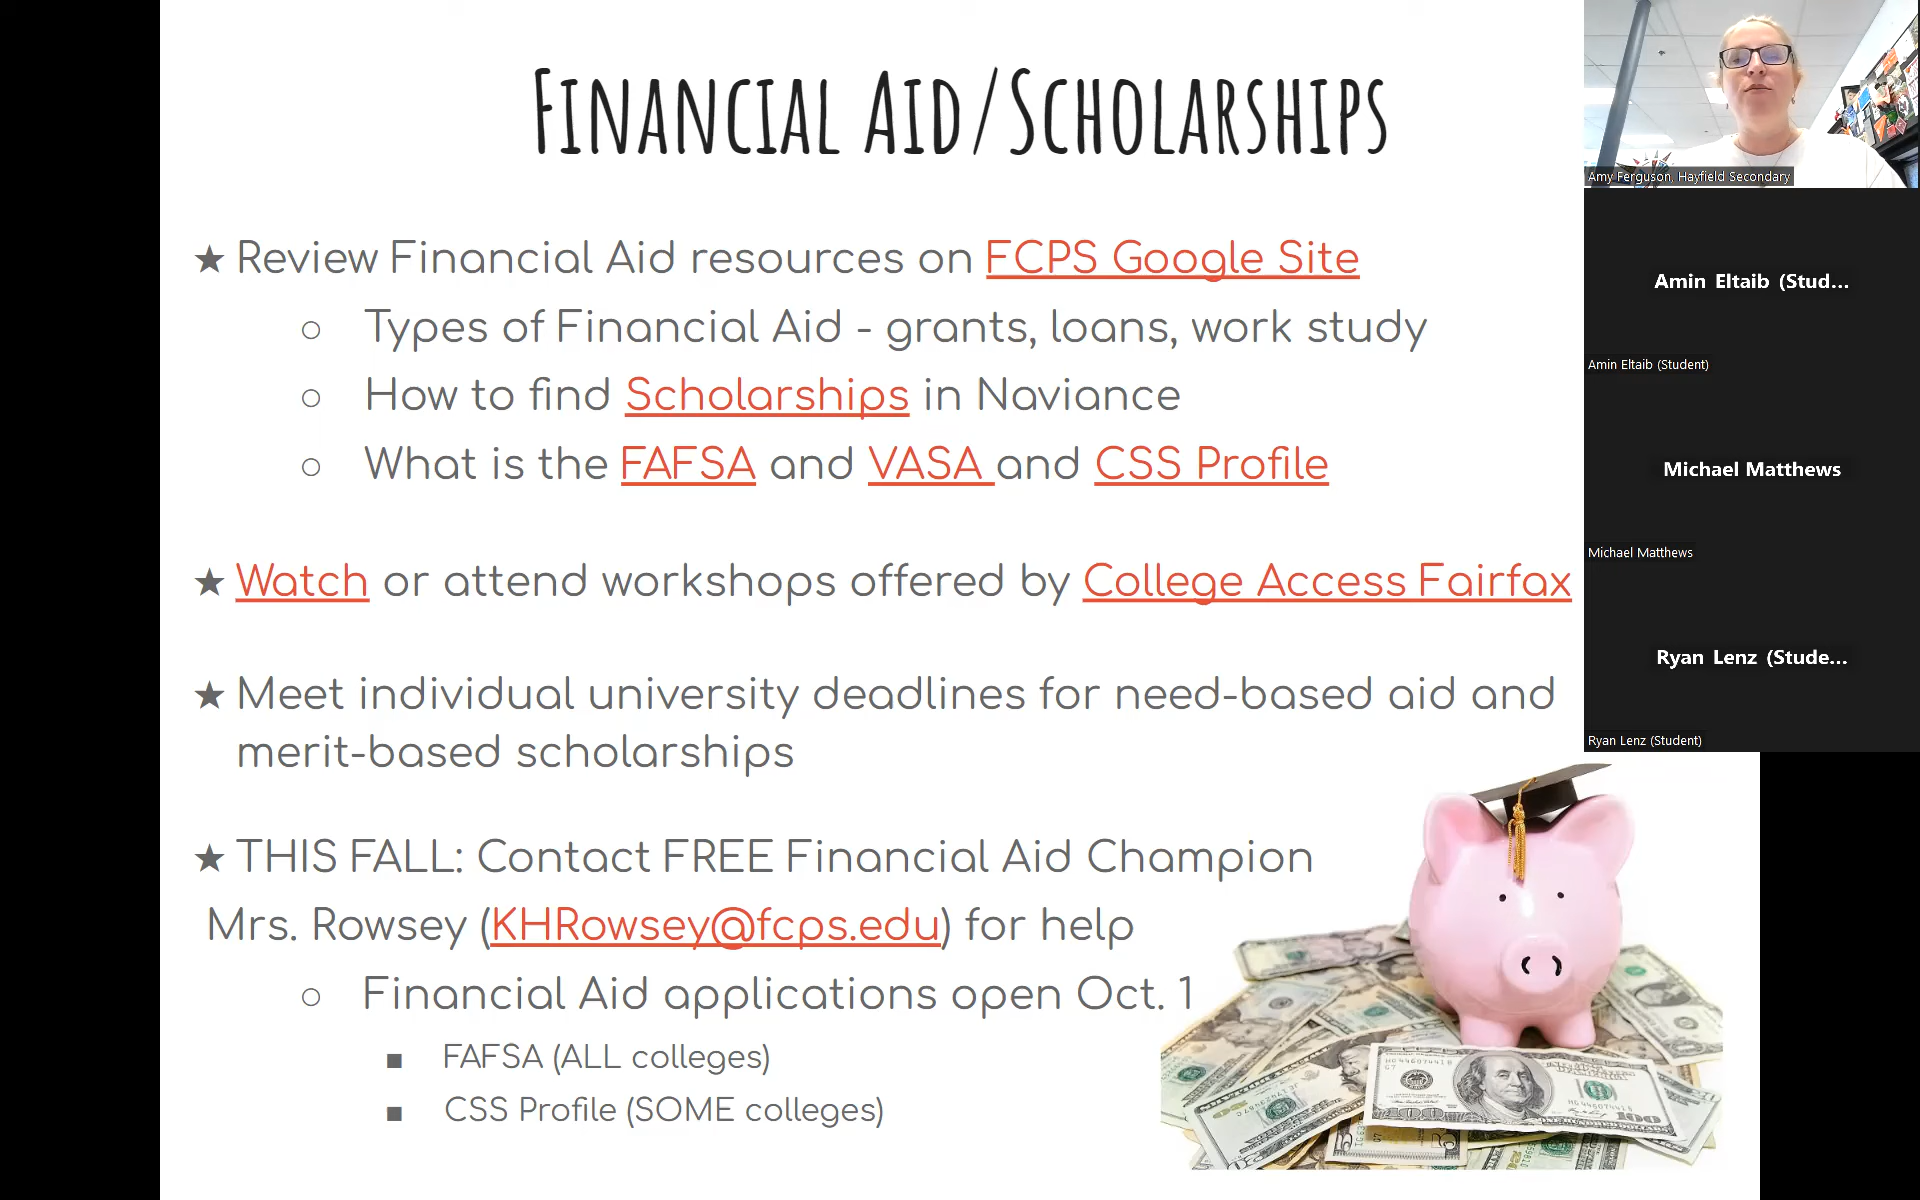 Financial Aid/Scholarships
★ Review Financial Aid resources on FCPS Google Site
○ Types of Financial Aid - grants, loans, work study
○ How to find Scholarships in Naviance
○ What is the FAFSA and VASA and CSS Profile
★ Watch or attend workshops offered by College Access Fairfax
★ Meet individual university deadlines for need-based aid and
merit-based scholarships
★ THIS FALL: Contact FREE Financial Aid Champion
Mrs. Rowsey (KHRowsey@fcps.edu) for help
○ Financial Aid applications open Oct. 1
■ FAFSA (ALL colleges)
■ CSS Profile (SOME colleges)
Amy Ferguson, Hayfield Secondary
Amin Eltaib (Stud...
Amin Eltaib (Student)
Michael Matthews
Michael Matthews
Ryan Lenz (Stude...
Ryan Lenz (Student)
100
100